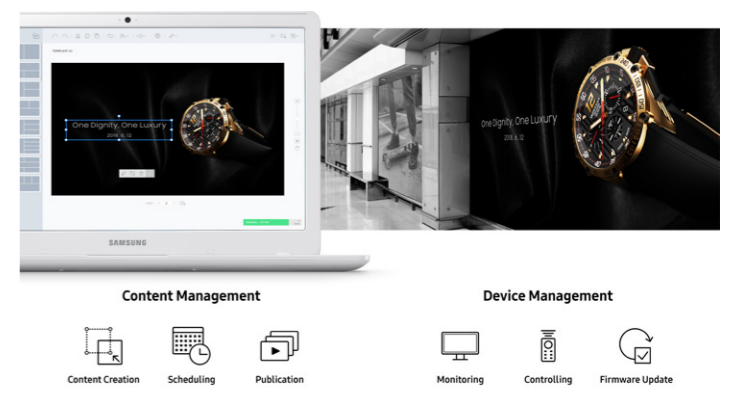 One Dignity, One Luxury
2018. 6. 12
SAMSUNG
One Dignity, One Luxury
2018. 6. 12
Content Management
Device Management
Content Creation
Scheduling
Publication
Monitoring
Controlling
Firmware Update